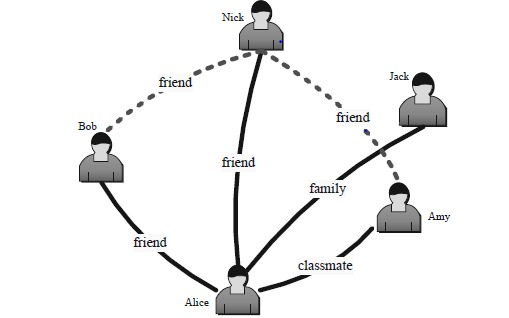 Nick
Jack
friend
friend
Bob
friend
family
Amy
friend
classmate
Alice